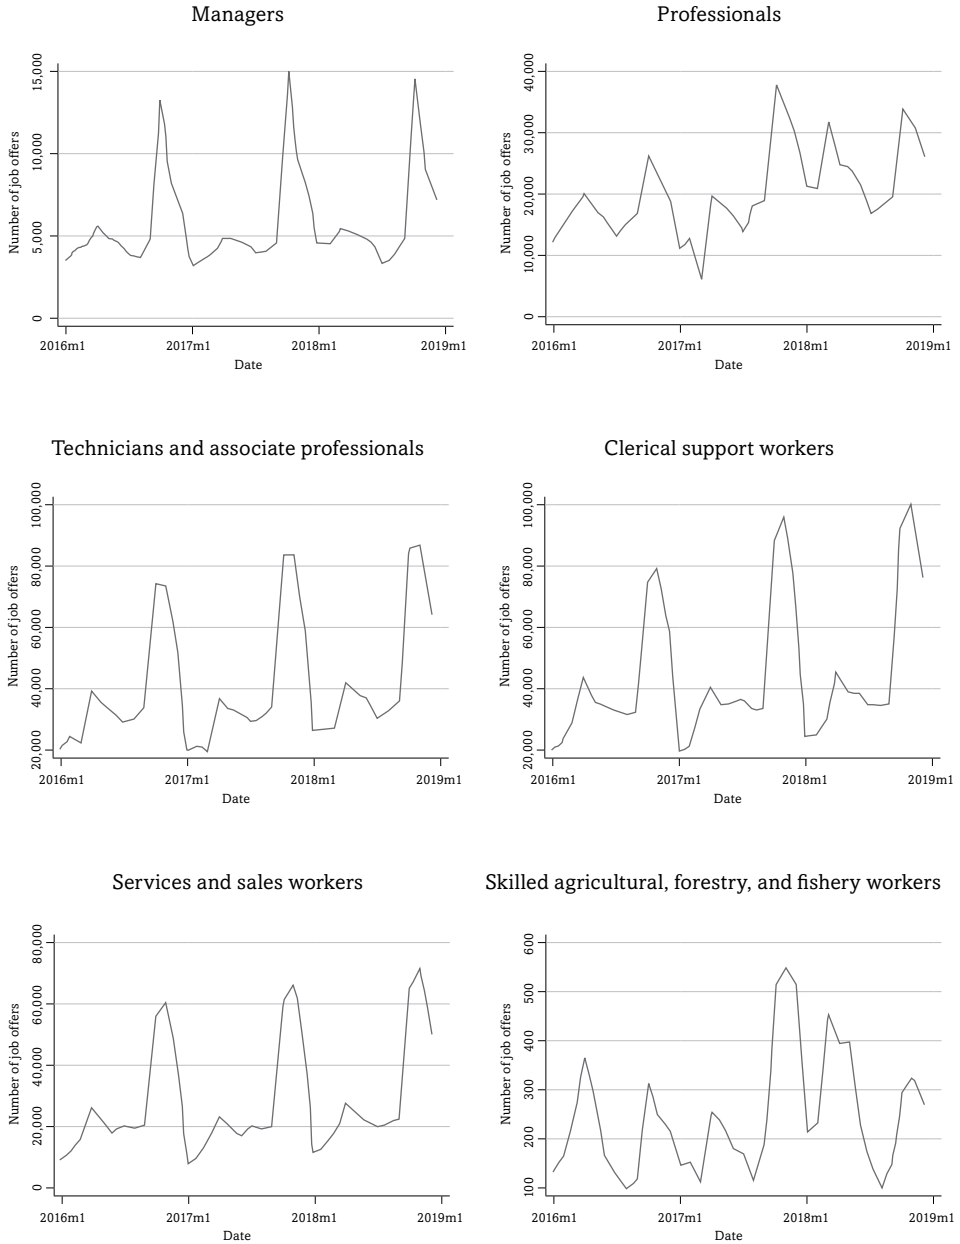 Managers
Professionals
Number of job offers
15,000
10,000
5,000
0
2016m1
2017m1
2018m1
2019m1
Date
Number of job offers
40,000
30,000
20,000
10,000
0
2016m1
2017m1
2018m1
2019m1
Date
Technicians and associate professionals
Clerical support workers
Number of job offers
100,000
80,000
60,000
40,000
20,000
2016m1
2017m1
2018m1
2019m1
Date
Number of job offers
100,000
80,000
60,000
40,000
20,000
2016m1
2017m1
2018m1
2019m1
Date
Services and sales workers
Skilled agricultural, forestry, and fishery workers
Number of job offers
80,000
60,000
40,000
20,000
0
2016m1
2017m1
2018m1
2019m1
Date
Number of job offers
600
500
400
300
200
100
2016m1
2017m1
2018m1
2019m1
Date